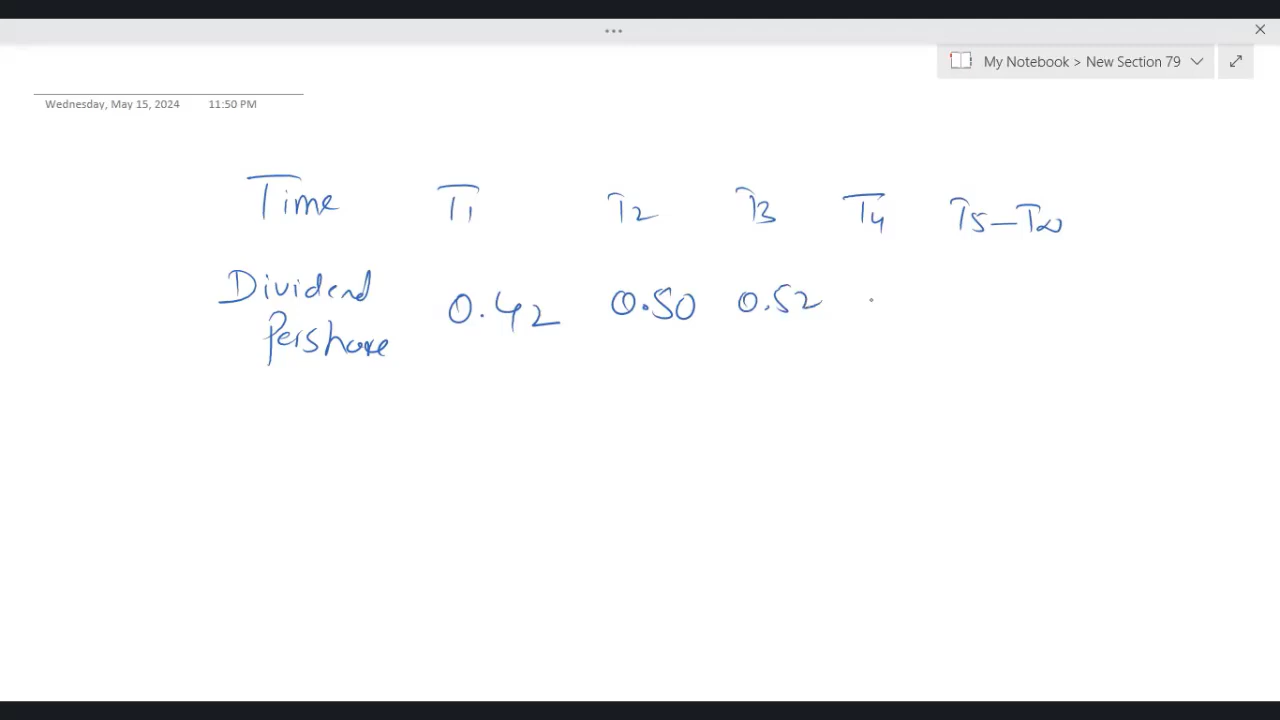 ...
My Notebook > New Section 79
Wednesday, May 15, 2024 11:50 PM
Time T1 T2 T3 T4 T5 – T∞
Dividend 0.42 0.50 0.52
Pershare